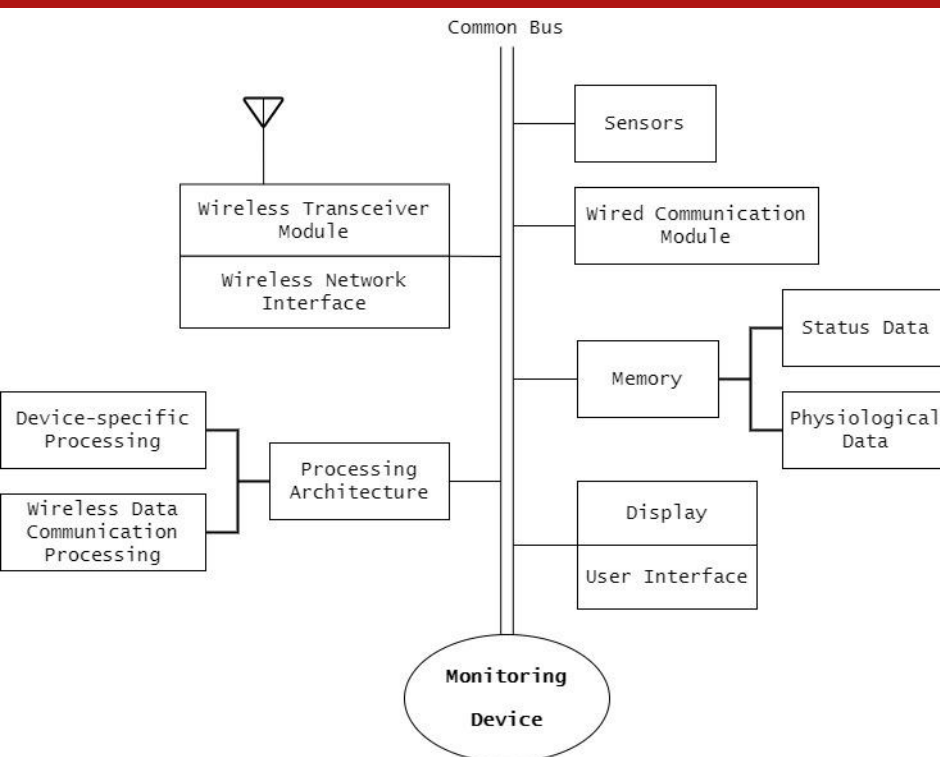 Common Bus
Sensors
Wireless Transceiver
Module
Wired Communication
Module
Wireless Network
Interface
Status Data
Memory
Device-specific
Processing
Physiological
Data
Processing
Architecture
Wireless Data
Communication
Processing
Display
User Interface
Monitoring
Device